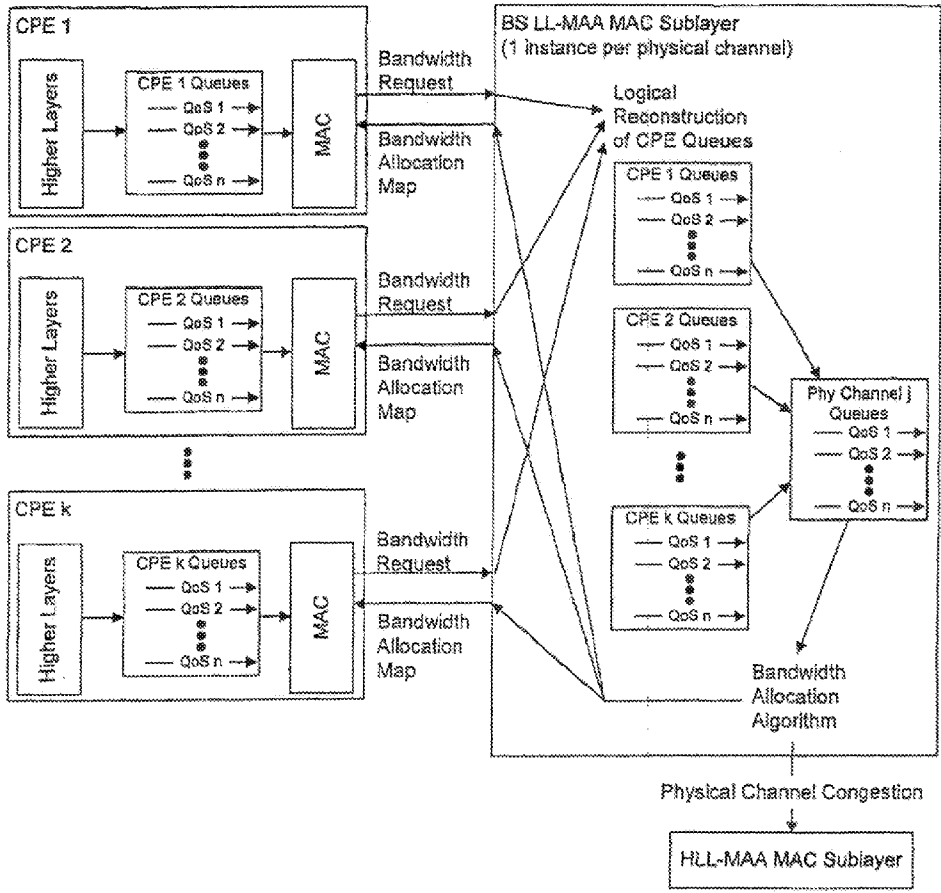 CPE 1
Higher Layers
CPE 1 Queues
QoS 1
QoS 2
QoS n
MAC
Bandwidth
Request
Bandwidth
Allocation
Map
CPE 2
Higher Layers
CPE 2 Queues
QoS 1
QoS 2
QoS n
MAC
Bandwidth
Request
Bandwidth
Allocation
Map
CPE k
Higher Layers
CPE k Queues
QoS 1
QoS 2
QoS n
MAC
Bandwidth
Request
Bandwidth
Allocation
Map
BS LL-MAA MAC Sublayer
(1 instance per physical channel)
Logical
Reconstruction
of CPE Queues
CPE 1 Queues
QoS 1
QoS 2
QoS n
CPE 2 Queues
QoS 1
QoS 2
QoS n
CPE k Queues
QoS 1
QoS 2
QoS n
Phy Channel j
Queues
QoS 1
QoS 2
QoS n
Bandwidth
Allocation
Algorithm
Physical Channel Congestion
HLL-MAA MAC Sublayer